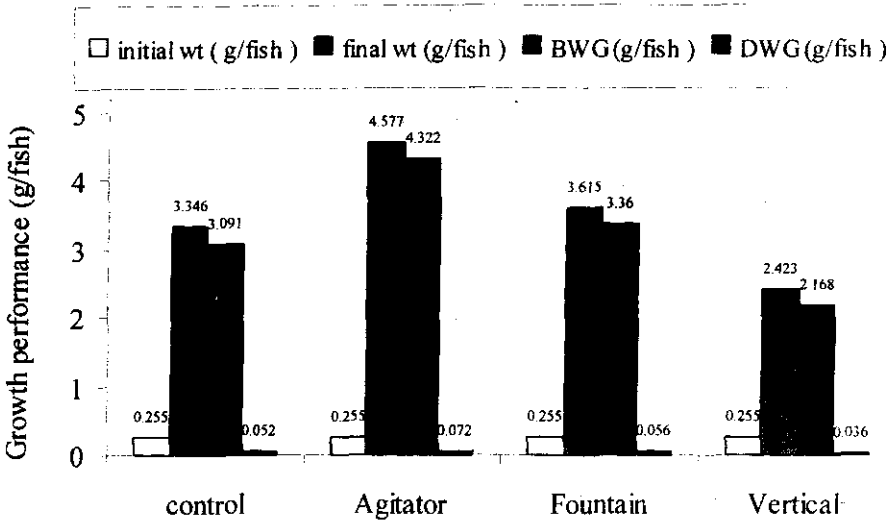 initial wt ( g/fish ) final wt (g/fish ) BWG(g/fish ) DWG(g/fish )
Growth performance (g/fish)
5
4
3
2
1
0
0.255 3.346 3.091 0.052
0.255 4.577 4.322 0.072
0.255 3.615 3.36 0.056
0.255 2.423 2.168 0.036
control Agitator Fountain Vertical